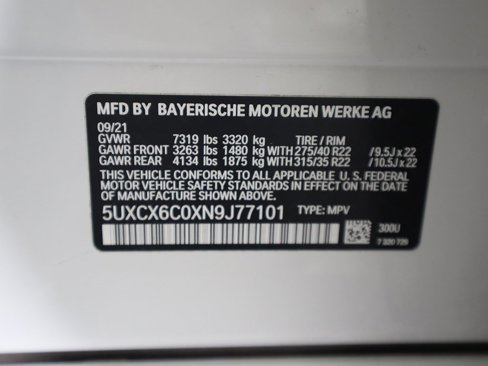 MFD BY BAYERISCHE MOTOREN WERKE AG
09/21
GVWR 7319 lbs 3320 kg TIRE / RIM
GAWR FRONT 3263 lbs 1480 kg WITH 275/40 R22 /9.5J x 22
GAWR REAR 4134 lbs 1875 kg WITH 315/35 R22 /10.5J x 22
THIS VEHICLE CONFORMS TO ALL APPLICABLE U. S. FEDERAL
MOTOR VEHICLE SAFETY STANDARDS IN EFFECT ON THE DATE OF
MANUFACTURE SHOWN ABOVE.
5UXCX6C0XN9J77101 TYPE: MPV
300U
7 320 729